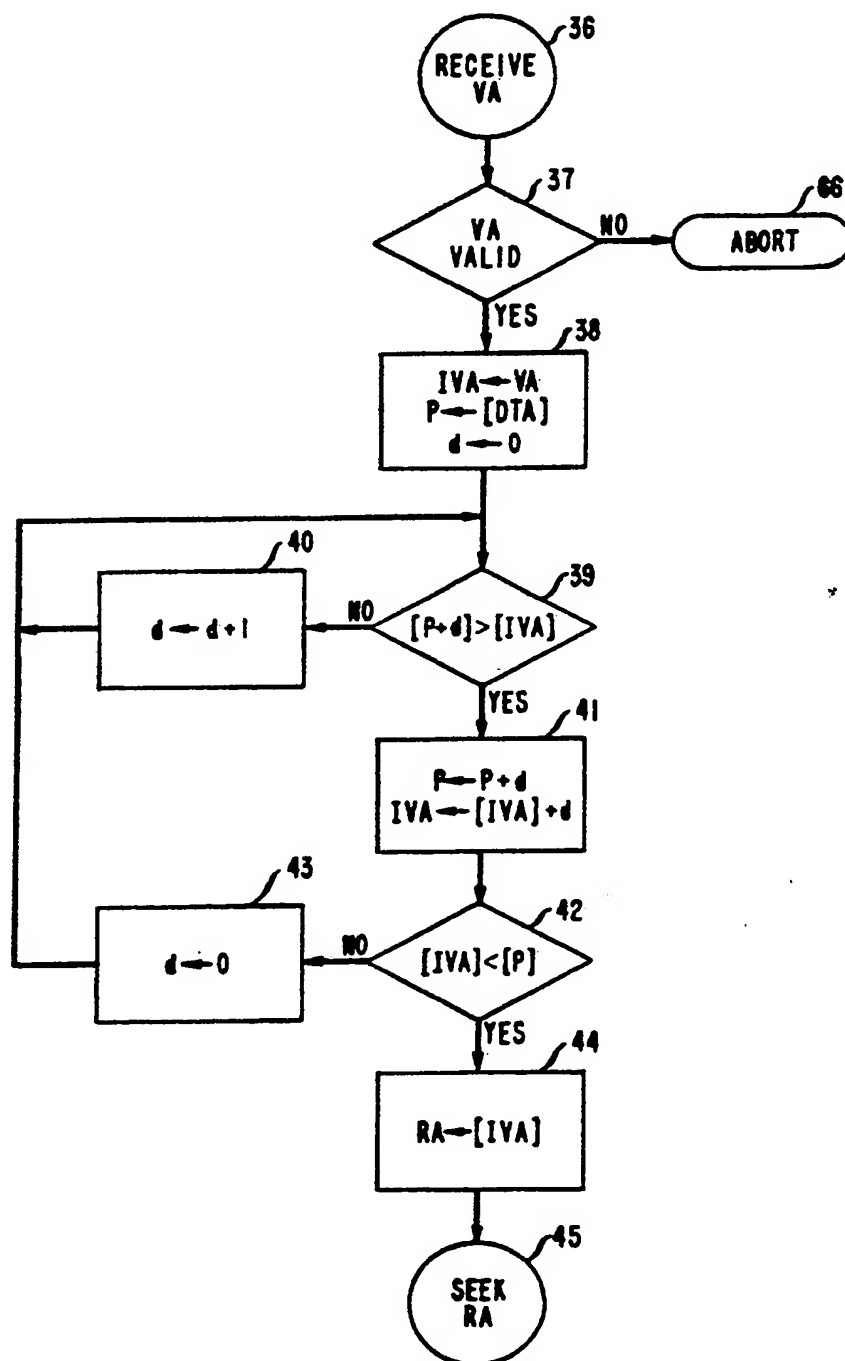 36
RECEIVE
VA
37
VA
VALID
NO
66
ABORT
YES
38
IVA←VA
P←[DTA]
d←0
40
d←d+1
NO
39
[P+d]>[IVA]
YES
41
P←P+d
IVA←[IVA]+d
43
d←0
NO
42
[IVA]<[P]
YES
44
RA←[IVA]
45
SEEK
RA